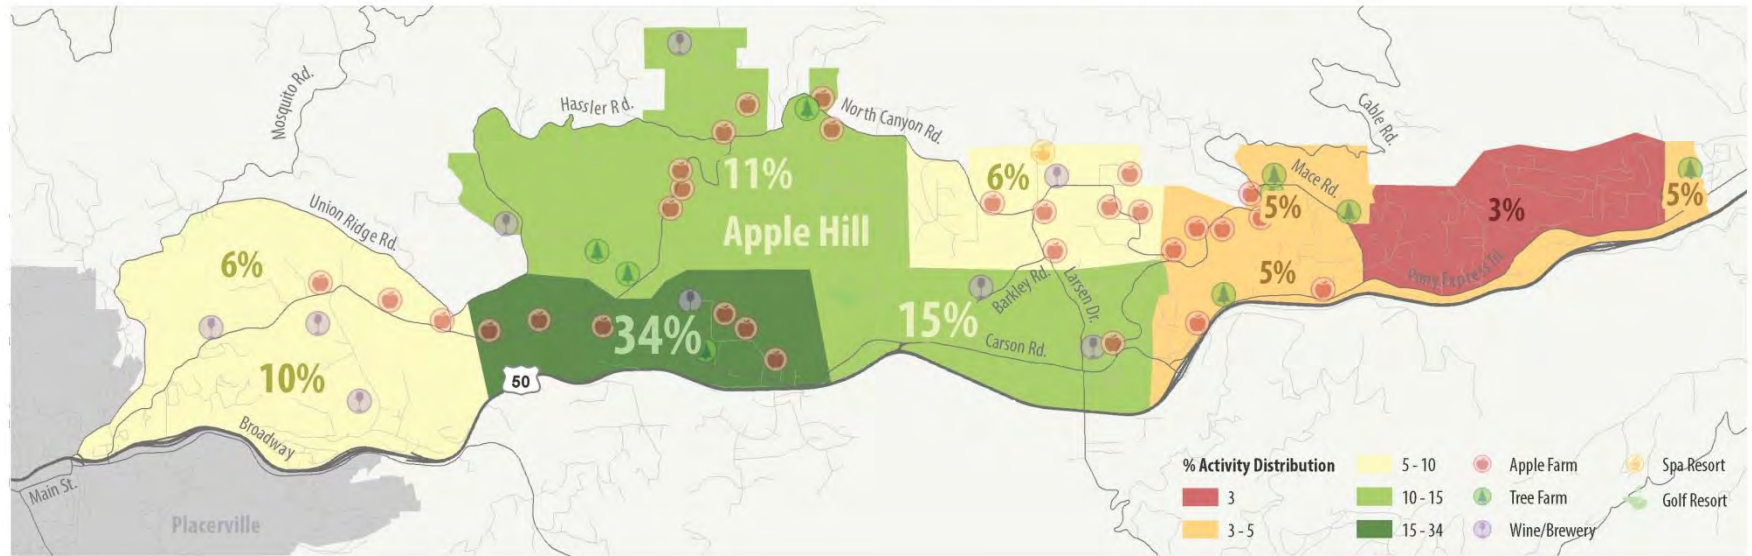 Mosquito Rd.
Hassler Rd.
North Canyon Rd.
Cable Rd.
Union Ridge Rd.
11%
6%
Mace Rd.
5%
3%
5%
Apple Hill
6%
5%
Pony Express Trl.
Barkley Rd.
Larsen Dr.
34%
15%
Carson Rd.
10%
50
Broadway
Main St.
Placerville
% Activity Distribution
3
3 - 5
5 - 10
10 - 15
15 - 34
Apple Farm
Tree Farm
Wine/Brewery
Spa Resort
Golf Resort